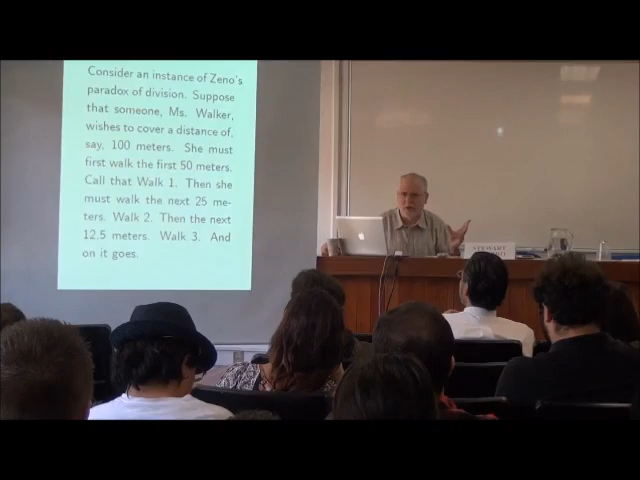 Consider an instance of Zeno's
paradox of division. Suppose
that someone, Ms. Walker,
wishes to cover a distance of,
say, 100 meters. She must
first walk the first 50 meters.
Call that Walk 1. Then she
must walk the next 25 me-
ters. Walk 2. Then the next
12.5 meters. Walk 3. And
on it goes.
STEWART